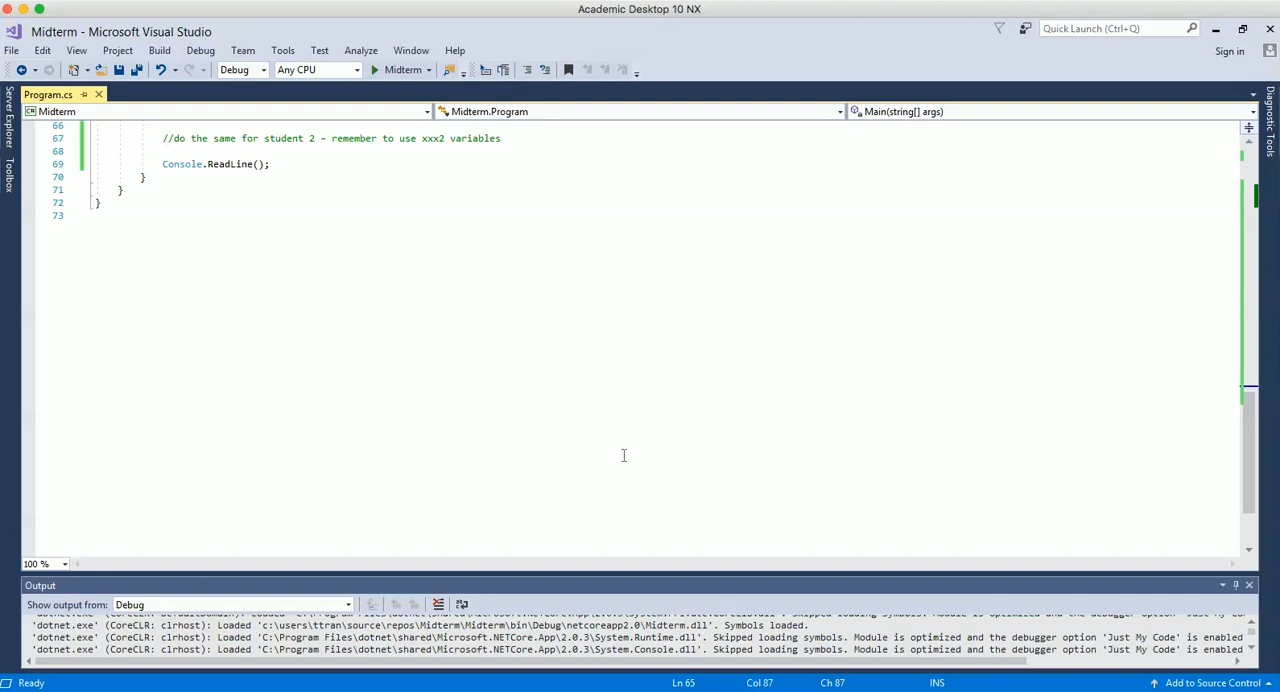 Academic Desktop 10 NX
Midterm - Microsoft Visual Studio
Quick Launch (Ctrl+Q)
File Edit View Project Build Debug Team Tools Test Analyze Window Help
Sign in
Debug Any CPU Midterm
Program.cs
Midterm Midterm.Program Main(string[] args)
Server Explorer
Toolbox
Diagnostic Tools
66
67 //do the same for student 2 – remember to use xxx2 variables
68
69 Console.ReadLine();
70 }
71 }
72 }
73
100 %
Output
Show output from: Debug
'dotnet.exe' (CoreCLR: clrhost): Loaded 'c:\users\ttran\source\repos\Midterm\Midterm\bin\Debug\netcoreapp2.0\Midterm.dll'. Symbols loaded.
'dotnet.exe' (CoreCLR: clrhost): Loaded 'C:\Program Files\dotnet\shared\Microsoft.NETCore.App\2.0.3\System.Runtime.dll'. Skipped loading symbols. Module is optimized and the debugger option 'Just My Code' is enabled
'dotnet.exe' (CoreCLR: clrhost): Loaded 'C:\Program Files\dotnet\shared\Microsoft.NETCore.App\2.0.3\System.Console.dll'. Skipped loading symbols. Module is optimized and the debugger option 'Just My Code' is enabled
Ready Ln 65 Col 87 Ch 87 INS Add to Source Control